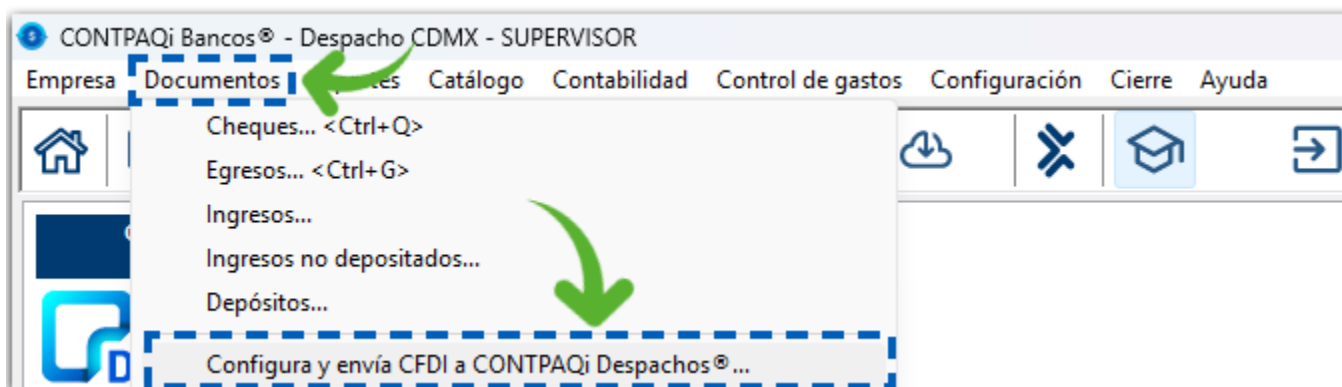 CONTPAQi Bancos® - Despacho CDMX - SUPERVISOR
Empresa Documentos Catálogo Contabilidad Control de gastos Configuración Cierre Ayuda
Cheques... <Ctrl+Q>
Egresos... <Ctrl+G>
Ingresos...
Ingresos no depositados...
Depósitos...
Configura y envía CFDI a CONTPAQi Despachos®...